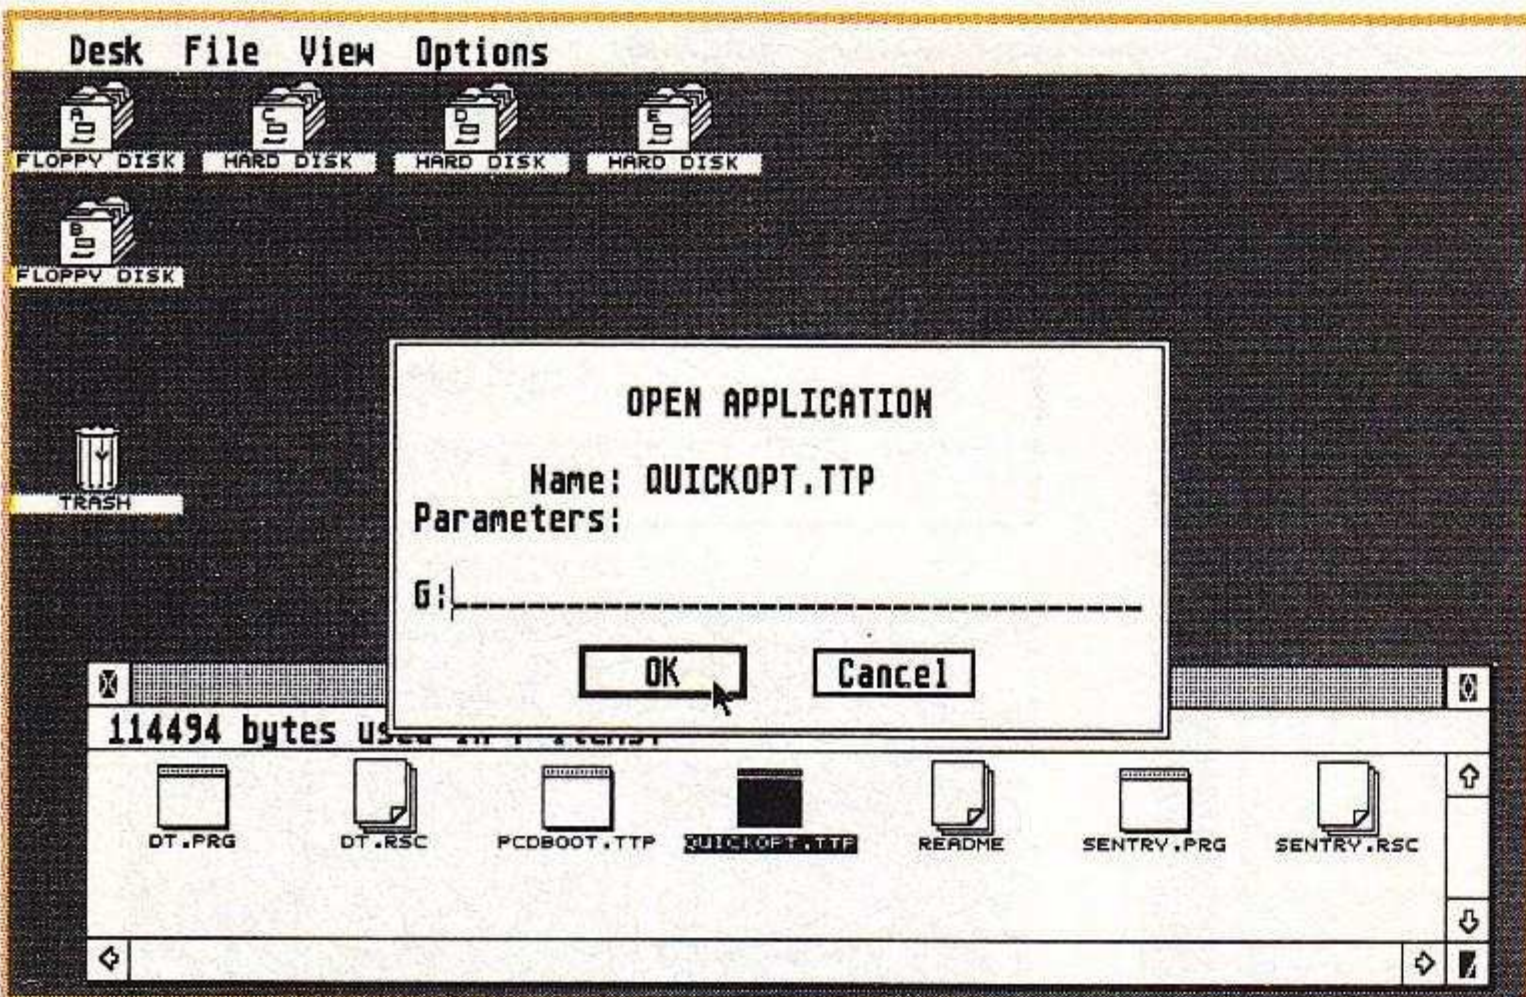 Desk File View Options
A C D E
FLOPPY DISK HARD DISK HARD DISK HARD DISK
B
FLOPPY DISK
TRASH
OPEN APPLICATION
Name: QUICKOPT.TTP
Parameters:
G:
OK Cancel
114494 bytes
DT.PRG DT.RSC PCDBOOT.TTP QUICKOPT.TTP README SENTRY.PRG SENTRY.RSC